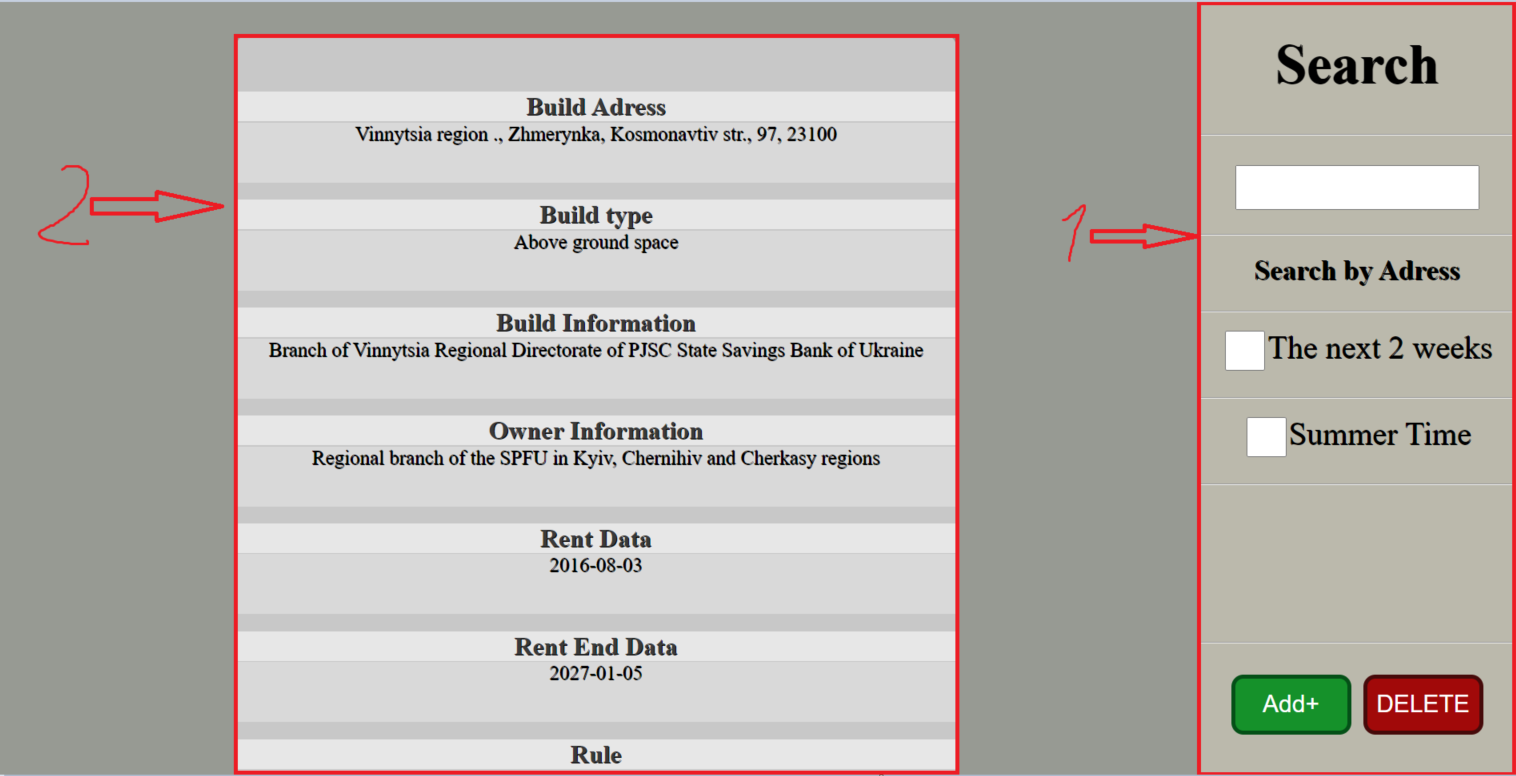 2
Build Adress
Vinnytsia region ., Zhmerynka, Kosmonavtiv str., 97, 23100
Build type
Above ground space
Build Information
Branch of Vinnytsia Regional Directorate of PJSC State Savings Bank of Ukraine
Owner Information
Regional branch of the SPFU in Kyiv, Chernihiv and Cherkasy regions
Rent Data
2016-08-03
Rent End Data
2027-01-05
Rule
1
Search
Search by Adress
The next 2 weeks
Summer Time
Add+ DELETE